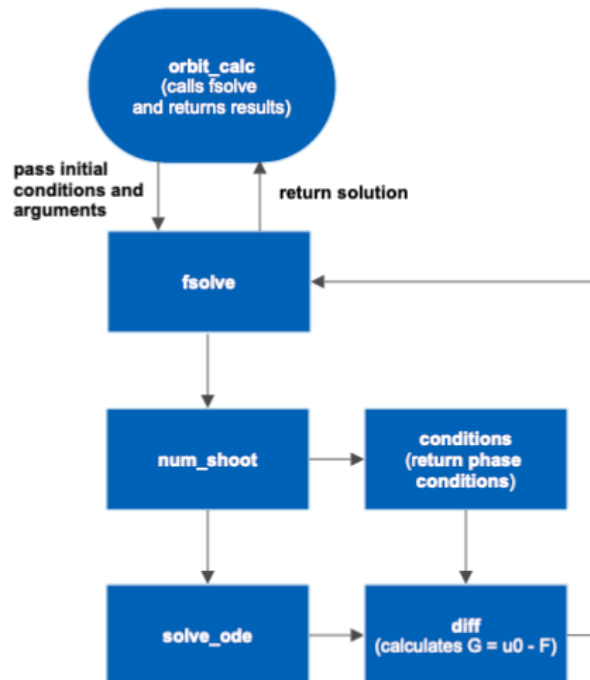 orbit_calc
(calls fsolve
and returns results)
pass initial
conditions and
arguments
return solution
fsolve
num_shoot
conditions
(return phase
conditions)
solve_ode
diff
(calculates G = u0 - F)